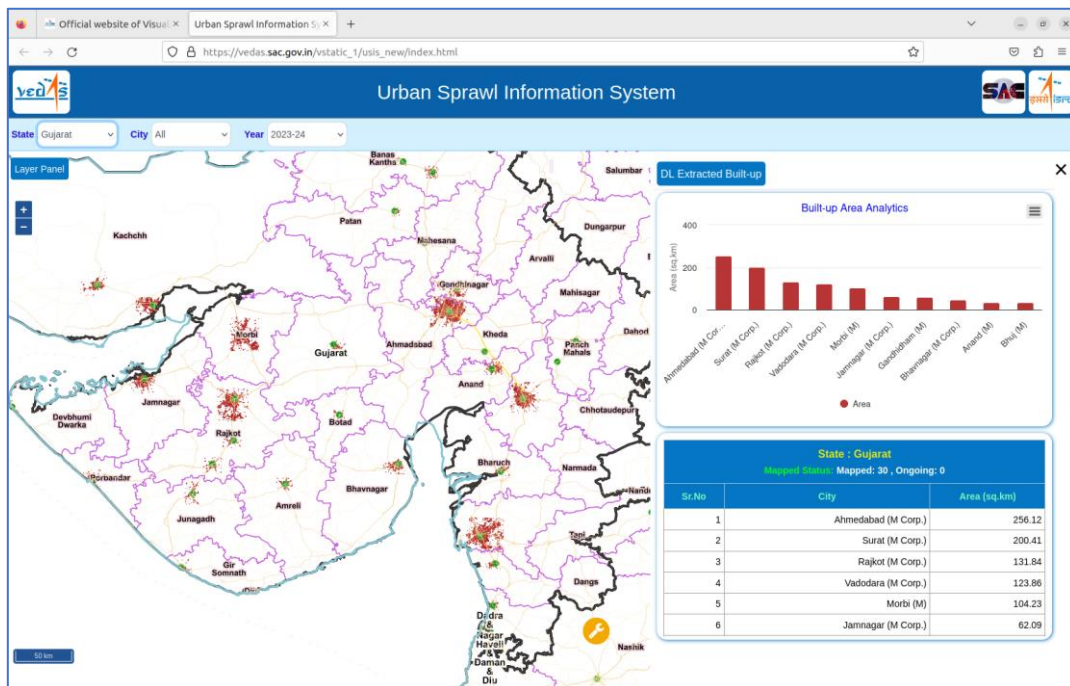 Official website of Visual
Urban Sprawl Information Sy
https://vedas.sac.gov.in/vstatic_1/usis_new/index.html
Urban Sprawl Information System
SAC
State Gujarat City All Year 2023-24
Layer Panel
+
−
Banas
Kantha
Salumbar
Patan
Dungarpur
Kachchh
Mahesana
Arvalli
Gandhinagar
Mahisagar
Morbi
Kheda
Dahod
Gujarat
Ahmadabad
Panch
Mahals
Anand
Jamnagar
Chhotaudepur
Devbhumi
Dwarka
Botad
Rajkot
Bharuch
Narmada
Porbandar
Bhavnagar
Amreli
Junagadh
Tapi
Gir
Somnath
Dangs
Dadra
&
Nagar
Haveli
&
Daman
&
Diu
Nashik
50 km
DL Extracted Built-up
Built-up Area Analytics
400
200
0
Area (sq.km)
Ahmedabad (M Cor...
Surat (M Corp.)
Rajkot (M Corp.)
Vadodara (M Corp.)
Morbi (M)
Jamnagar (M Corp.)
Gandhidham (M)
Bhavnagar (M Corp.)
Anand (M)
Bhuj (M)
Area
State : Gujarat
Mapped Status: Mapped: 30 , Ongoing: 0
Sr.No City Area (sq.km)
1 Ahmedabad (M Corp.) 256.12
2 Surat (M Corp.) 200.41
3 Rajkot (M Corp.) 131.84
4 Vadodara (M Corp.) 123.86
5 Morbi (M) 104.23
6 Jamnagar (M Corp.) 62.09